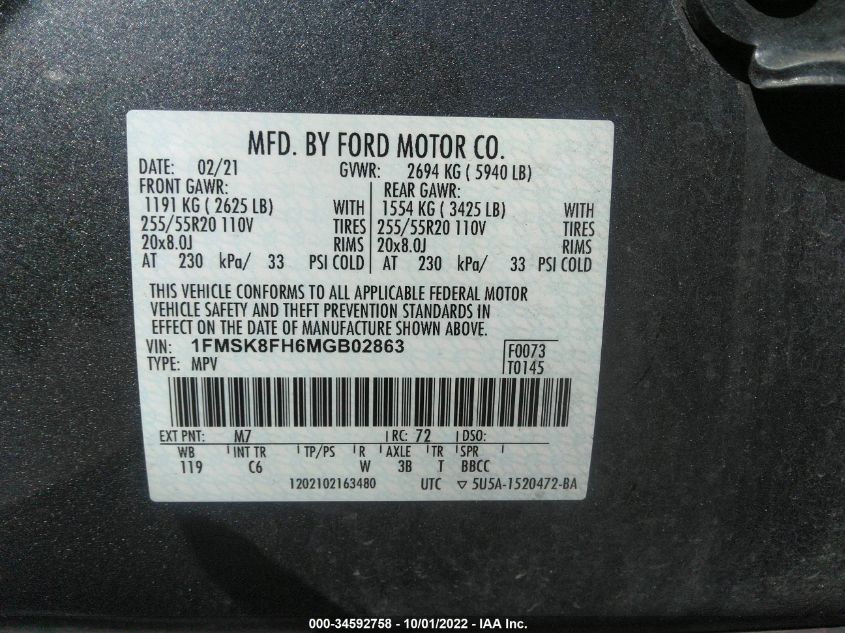 MFD. BY FORD MOTOR CO.
DATE: 02/21 GVWR: 2694 KG ( 5940 LB)
FRONT GAWR: REAR GAWR:
1191 KG ( 2625 LB) WITH 1554 KG ( 3425 LB) WITH
255/55R20 110V TIRES 255/55R20 110V TIRES
20x8.0J RIMS 20x8.0J RIMS
AT 230 kPa/ 33 PSI COLD AT 230 kPa/ 33 PSI COLD
THIS VEHICLE CONFORMS TO ALL APPLICABLE FEDERAL MOTOR
VEHICLE SAFETY AND THEFT PREVENTION STANDARDS IN
EFFECT ON THE DATE OF MANUFACTURE SHOWN ABOVE.
VIN: 1FMSK8FH6MGB02863 F0073
TYPE: MPV T0145
EXT PNT: M7 RC: 72 DSO:
WB INT TR TP/PS R AXLE TR SPR
119 C6 W 3B T BBCC
1202102163480 UTC ▽ 5U5A-1520472-BA
000-34592758 - 10/01/2022 - IAA Inc.